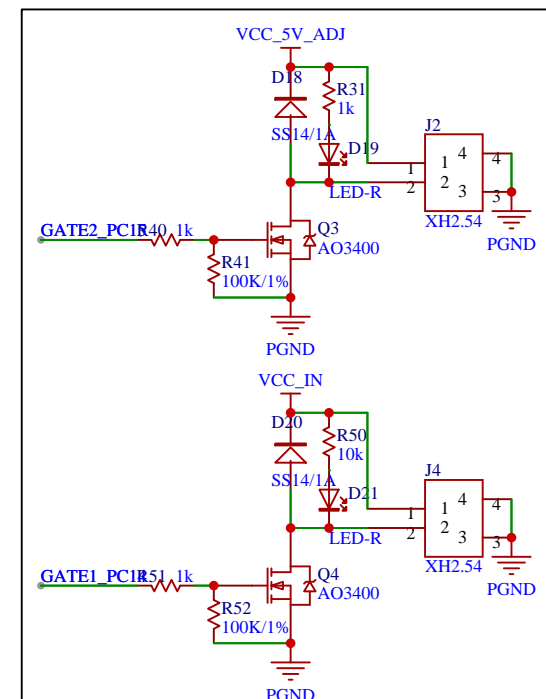 VCC_5V_ADJ
D18
R31
1k
SS14/1A
D19
LED-R
J2
1 1 4 4
2 2 3 3
XH2.54
PGND
R40 1k
Q3
AO3400
R41
100K/1%
PGND
VCC_IN
D20
R50
10k
SS14/1A
D21
LED-R
J4
1 1 4 4
2 2 3 3
XH2.54
PGND
R51 1k
Q4
AO3400
R52
100K/1%
PGND